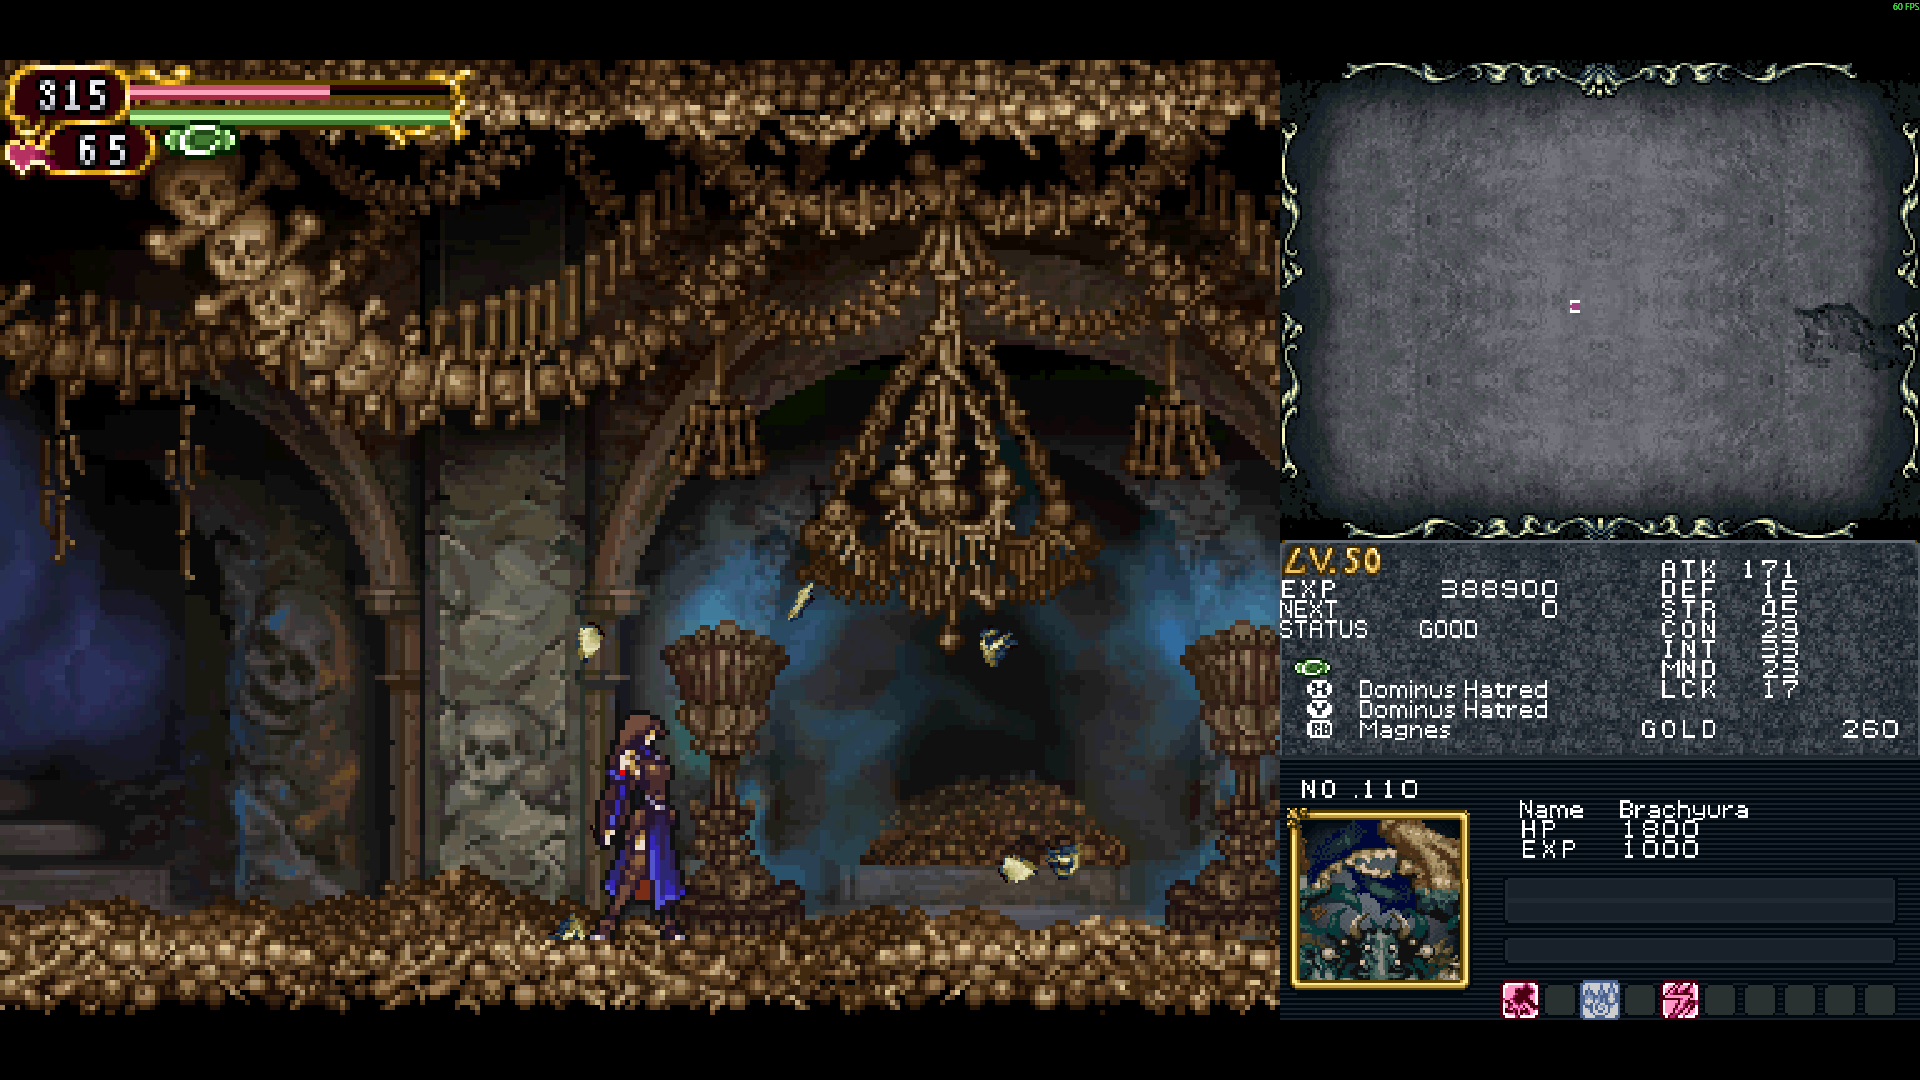 60 FPS
815
65
LV.50
EXP 388900
NEXT 0
STATUS GOOD
X Dominus Hatred
Y Dominus Hatred
RB Magnes
ATK 171
DEF 15
STR 45
CON 29
INT 33
MND 23
LCK 17
GOLD 260
NO .110
Name Brachyura
HP 1800
EXP 1000